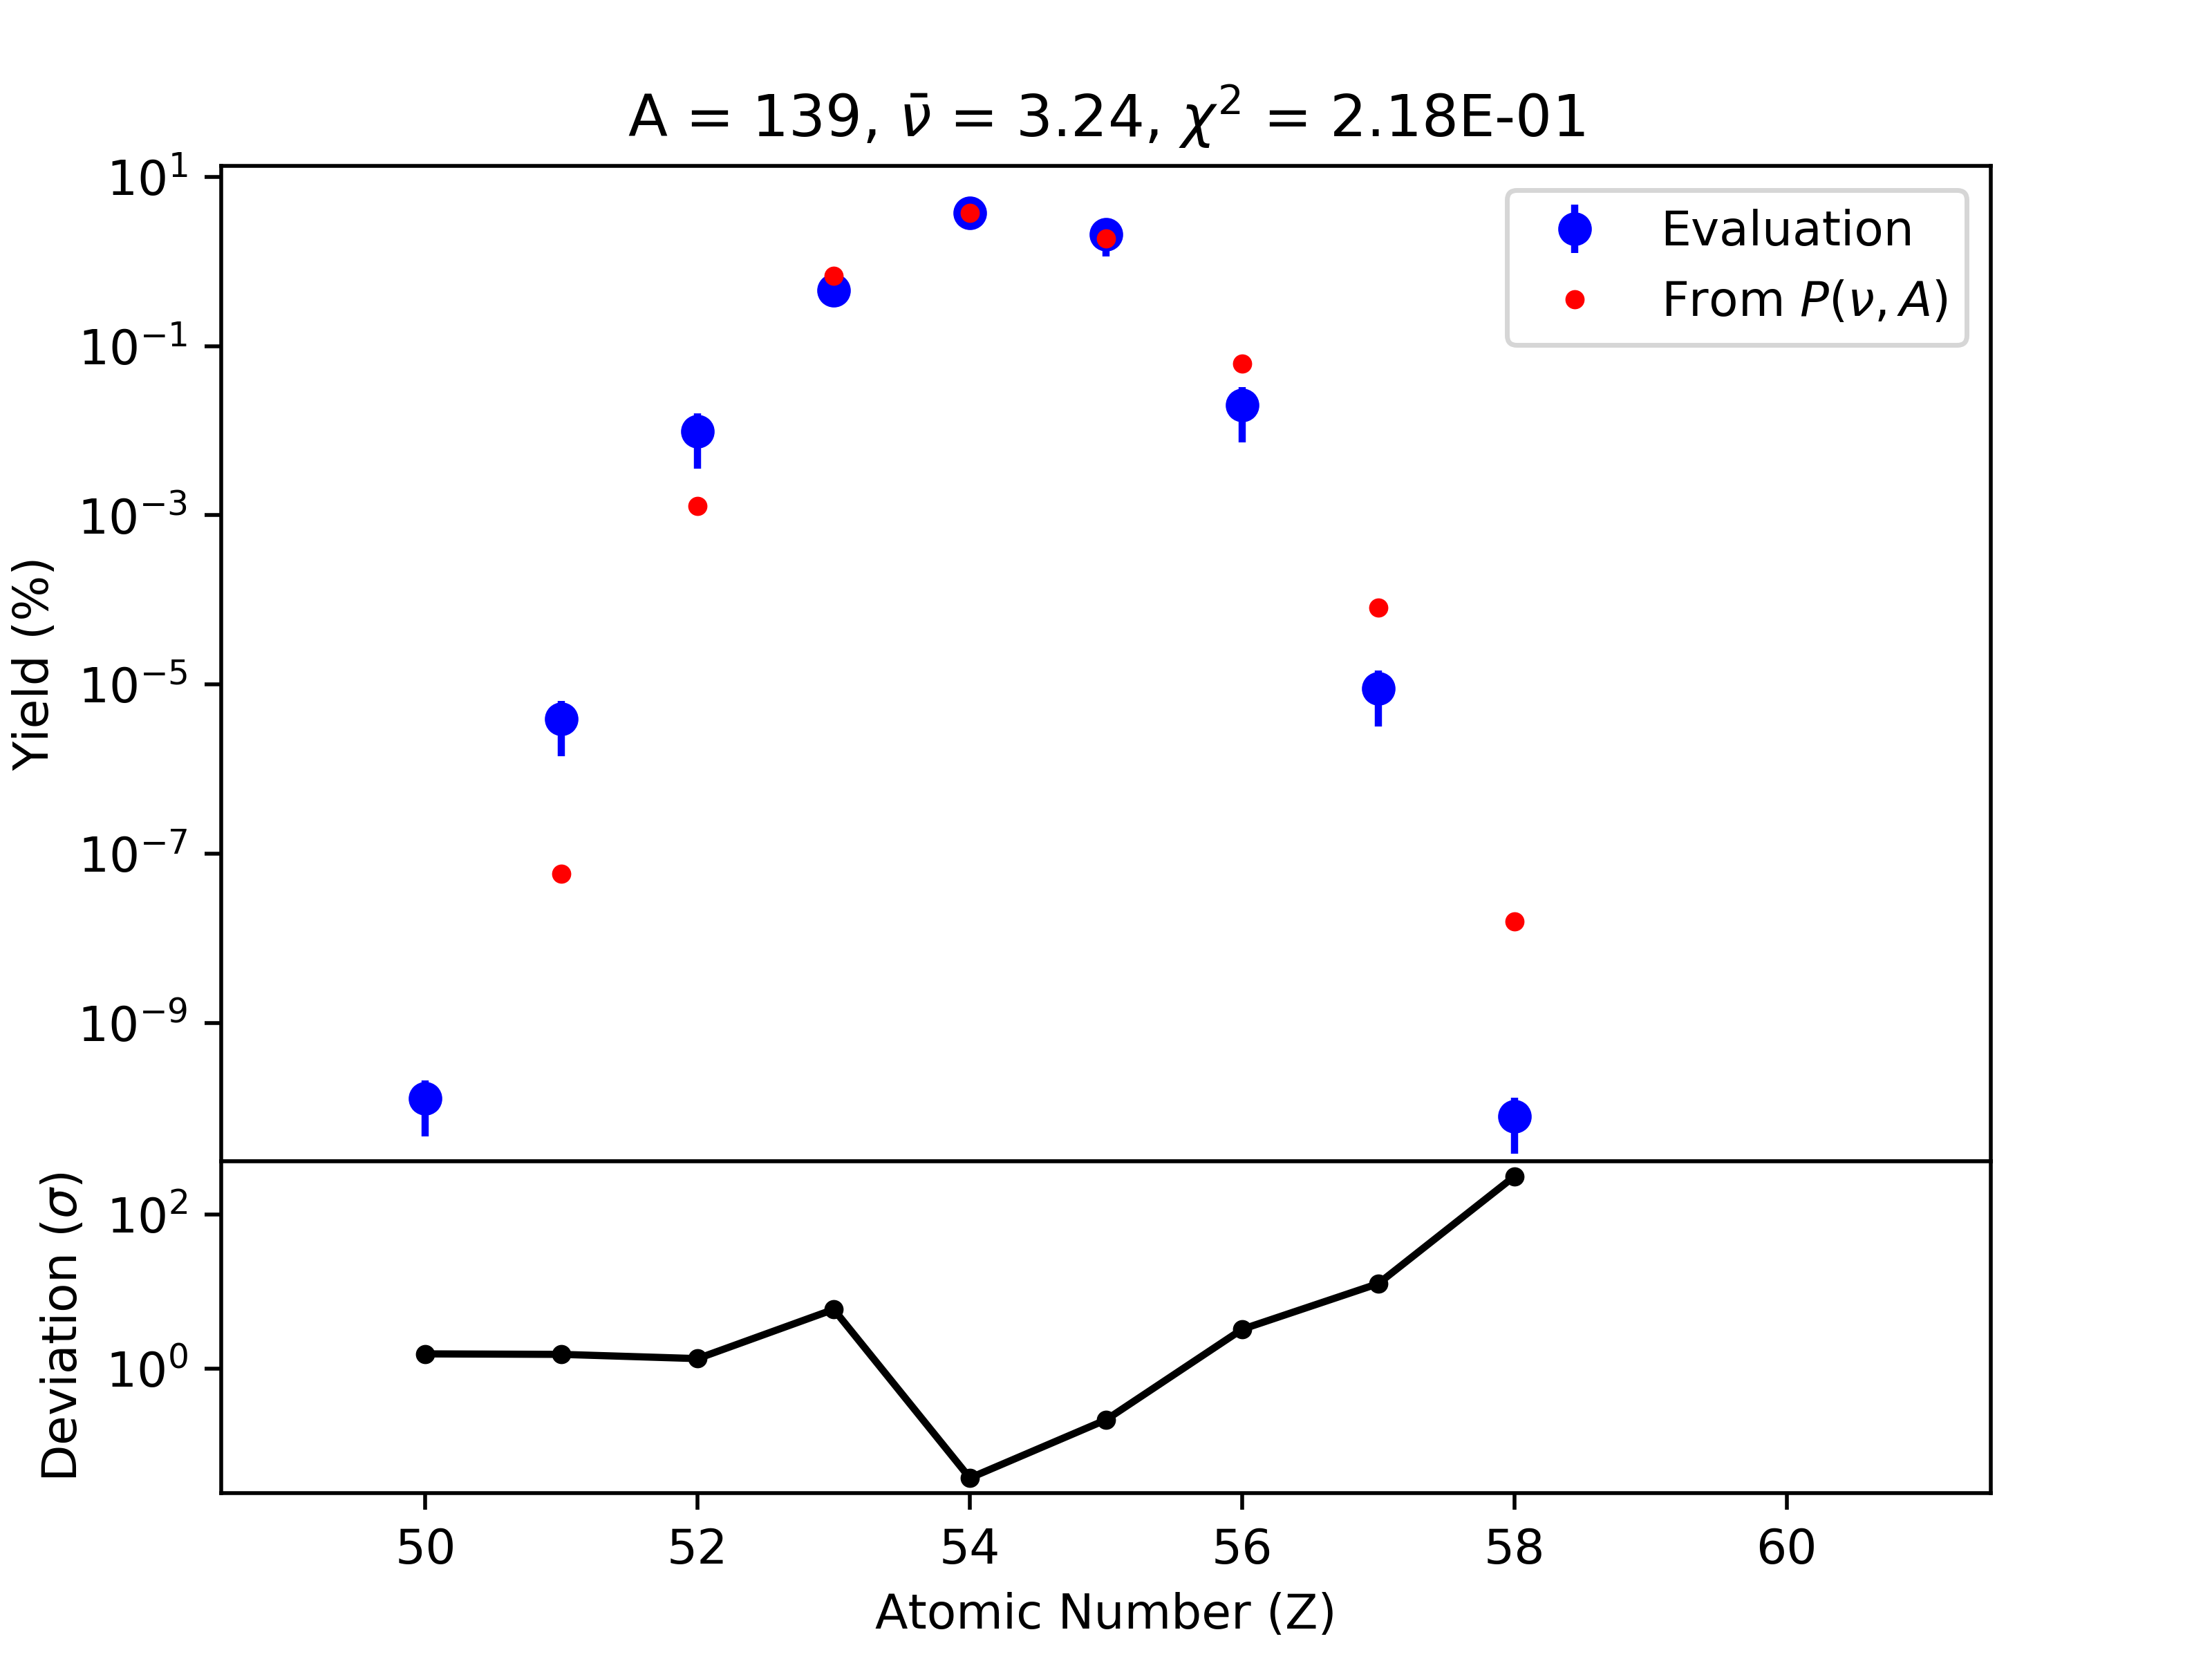 A = 139, ν̄ = 3.24, χ² = 2.18E-01
Evaluation
From P(ν, A)
Yield (%)
10¹
10⁻¹
10⁻³
10⁻⁵
10⁻⁷
10⁻⁹
Deviation (σ)
10²
10⁰
50 52 54 56 58 60
Atomic Number (Z)